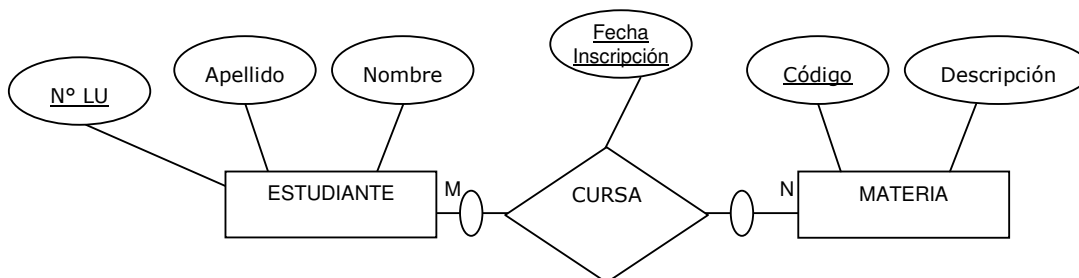 Fecha
Inscripción
Apellido
Nombre
Código
Descripción
N° LU
ESTUDIANTE
M
CURSA
N
MATERIA